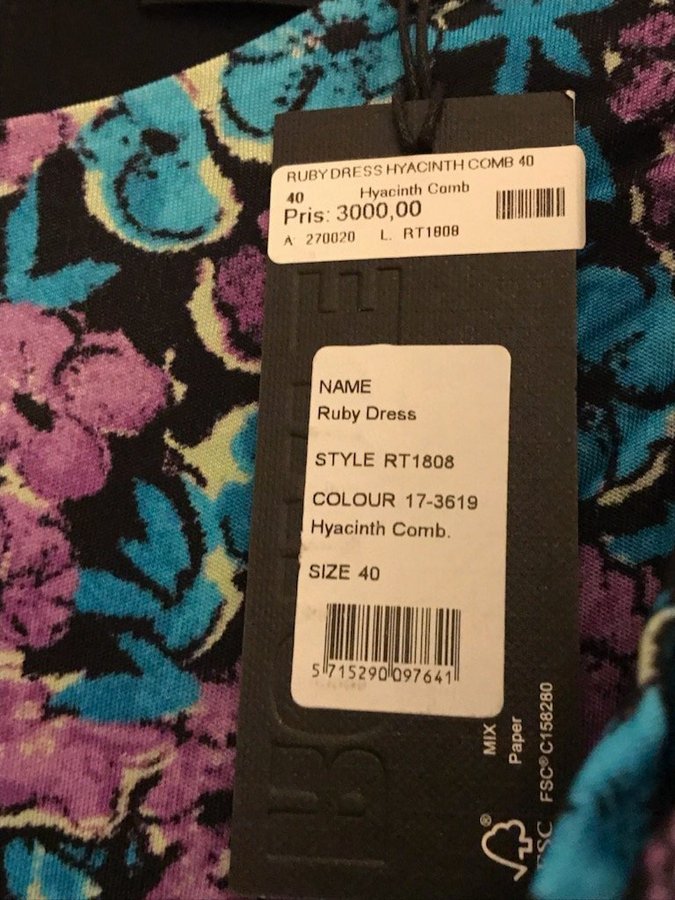 RUBY DRESS HYACINTH COMB 40
40 Hyacinth Comb
Pris: 3000,00
A: 270020 L. RT1808
NAME
Ruby Dress
STYLE RT1808
COLOUR 17-3619
Hyacinth Comb.
SIZE 40
5 715290 097641
MIX
Paper
FSC® C158280
®
FSC